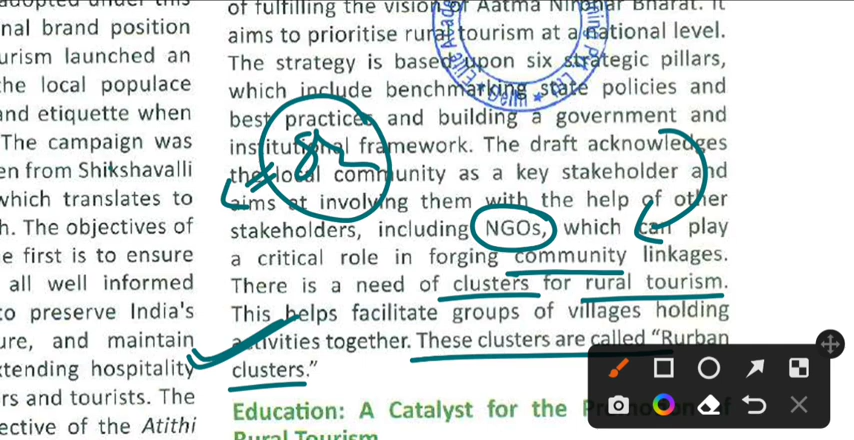 adopted under this
nal brand position
urism launched an
he local populace
and etiquette when
The campaign was
en from Shikshavalli
which translates to
h. The objectives of
e first is to ensure
all well informed
to preserve India's
ure, and maintain
xtending hospitality
rs and tourists. The
ective of the Atithi
of fulfilling the vision of Aatma Nirbhar Bharat. It
aims to prioritise rural tourism at a national level.
The strategy is based upon six strategic pillars,
which include benchmarking state policies and
best practices and building a government and
institutional framework. The draft acknowledges
the local community as a key stakeholder and
aims at involving them with the help of other
stakeholders, including NGOs, which can play
a critical role in forging community linkages.
There is a need of clusters for rural tourism.
This helps facilitate groups of villages holding
activities together. These clusters are called “Rurban
clusters.”
Education: A Catalyst for the of
Rural Tourism